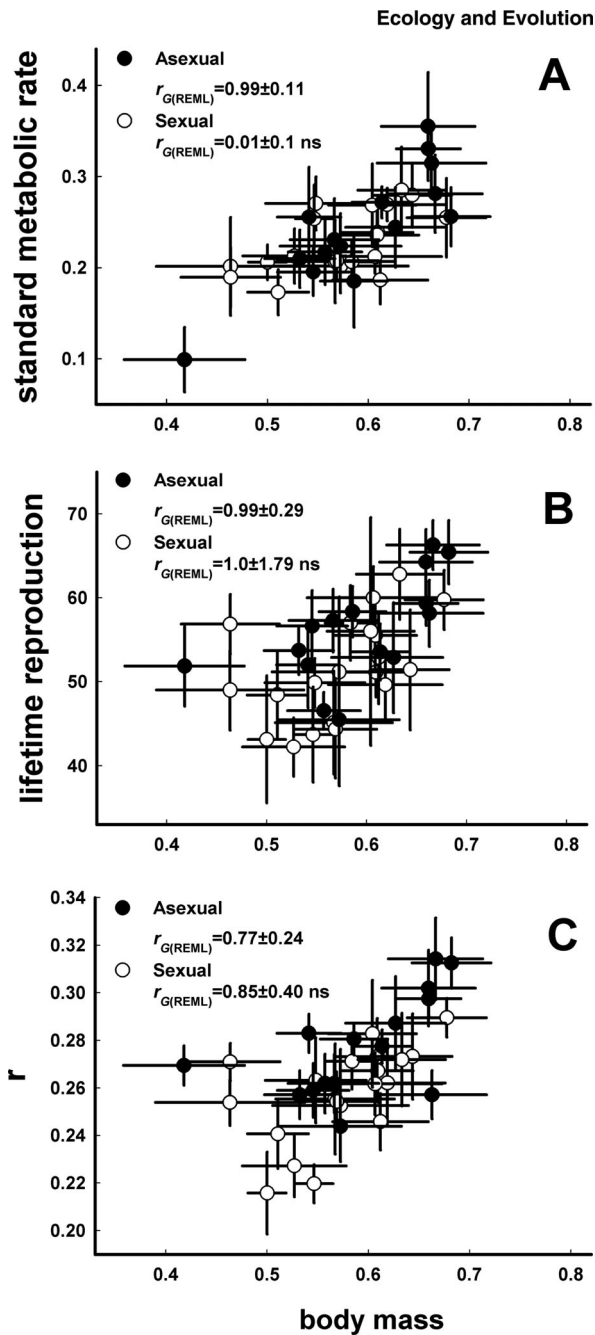 Ecology and Evolution
A
Asexual
rG(REML)=0.99±0.11
Sexual
rG(REML)=0.01±0.1 ns
standard metabolic rate
0.4
0.3
0.2
0.1
0.4 0.5 0.6 0.7 0.8
B
Asexual
rG(REML)=0.99±0.29
Sexual
rG(REML)=1.0±1.79 ns
lifetime reproduction
70
60
50
40
0.4 0.5 0.6 0.7 0.8
C
Asexual
rG(REML)=0.77±0.24
Sexual
rG(REML)=0.85±0.40 ns
r
0.34
0.32
0.30
0.28
0.26
0.24
0.22
0.20
0.4 0.5 0.6 0.7 0.8
body mass